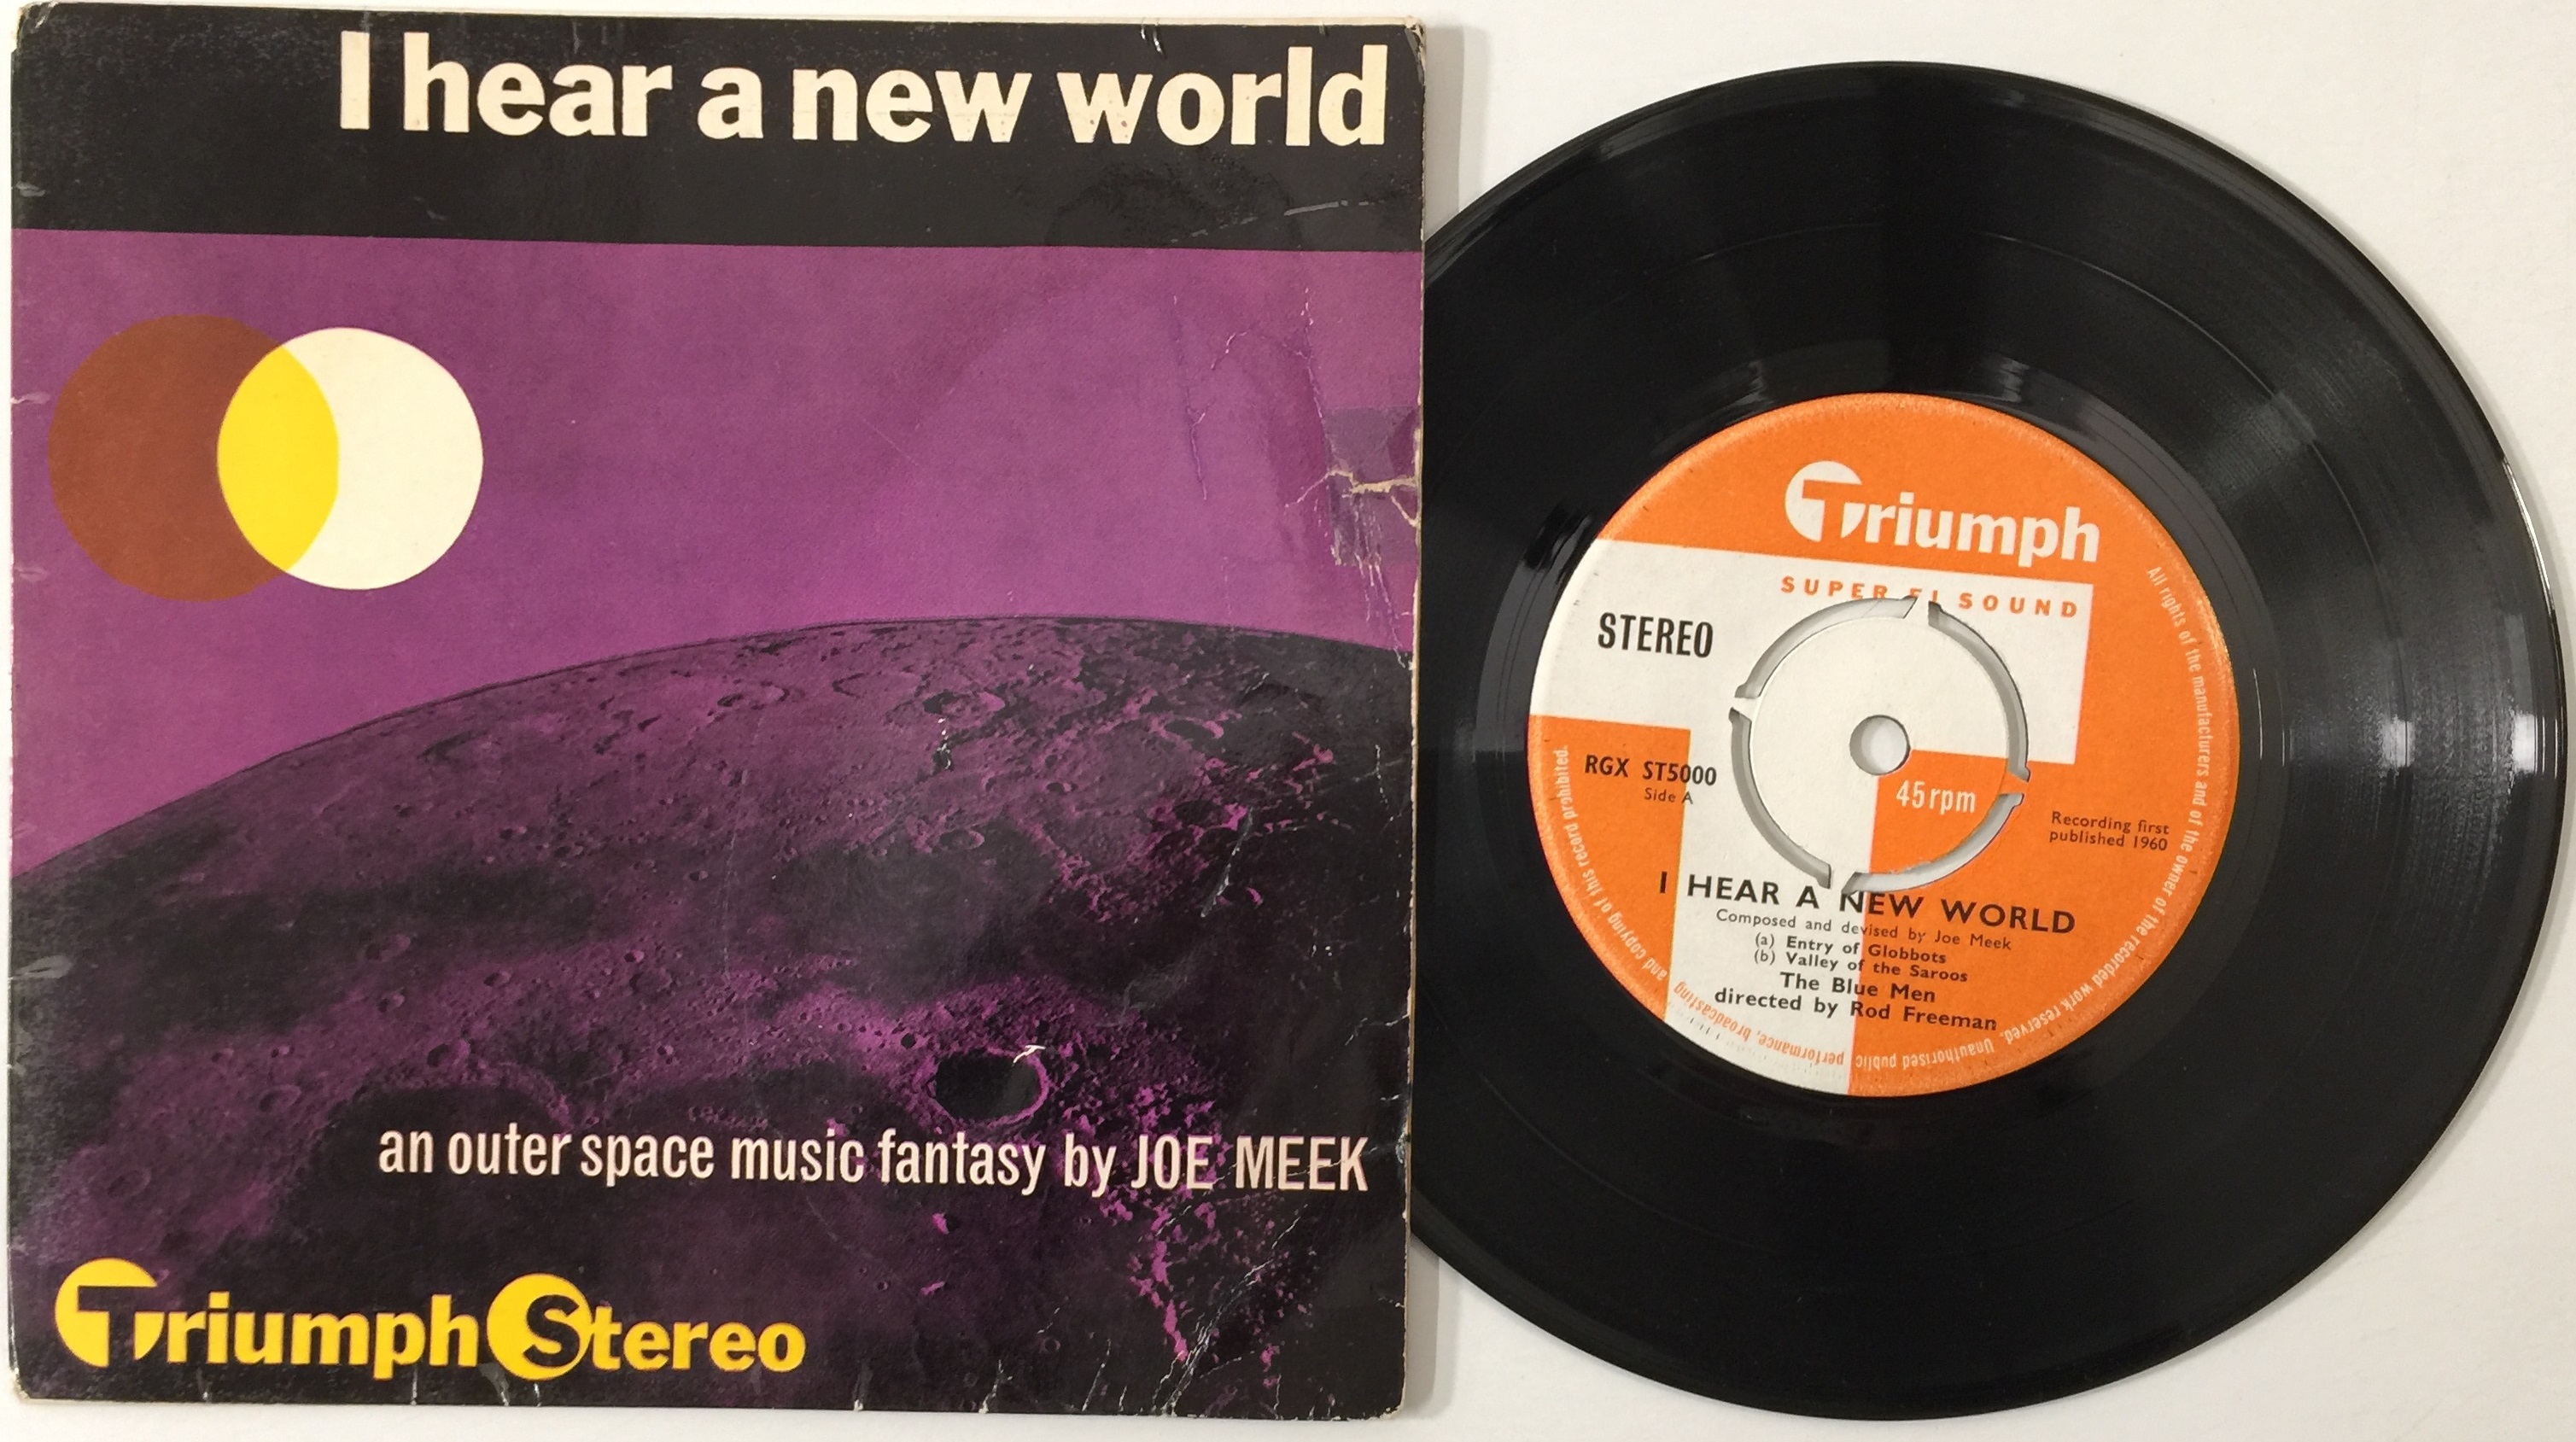 I hear a new world
an outer space music fantasy by JOE MEEK
Triumph Stereo
Triumph
SUPER FI SOUND
STEREO
RGX ST5000
Side A
45 rpm
Recording first
published 1960
I HEAR A NEW WORLD
Composed and devised by Joe Meek
(a) Entry of Globbots
(b) Valley of the Saroos
The Blue Men
directed by Rod Freeman
All rights of the manufacturers and of the owner of the recorded work reserved. Unauthorised public performance, broadcasting and copying of this record prohibited.